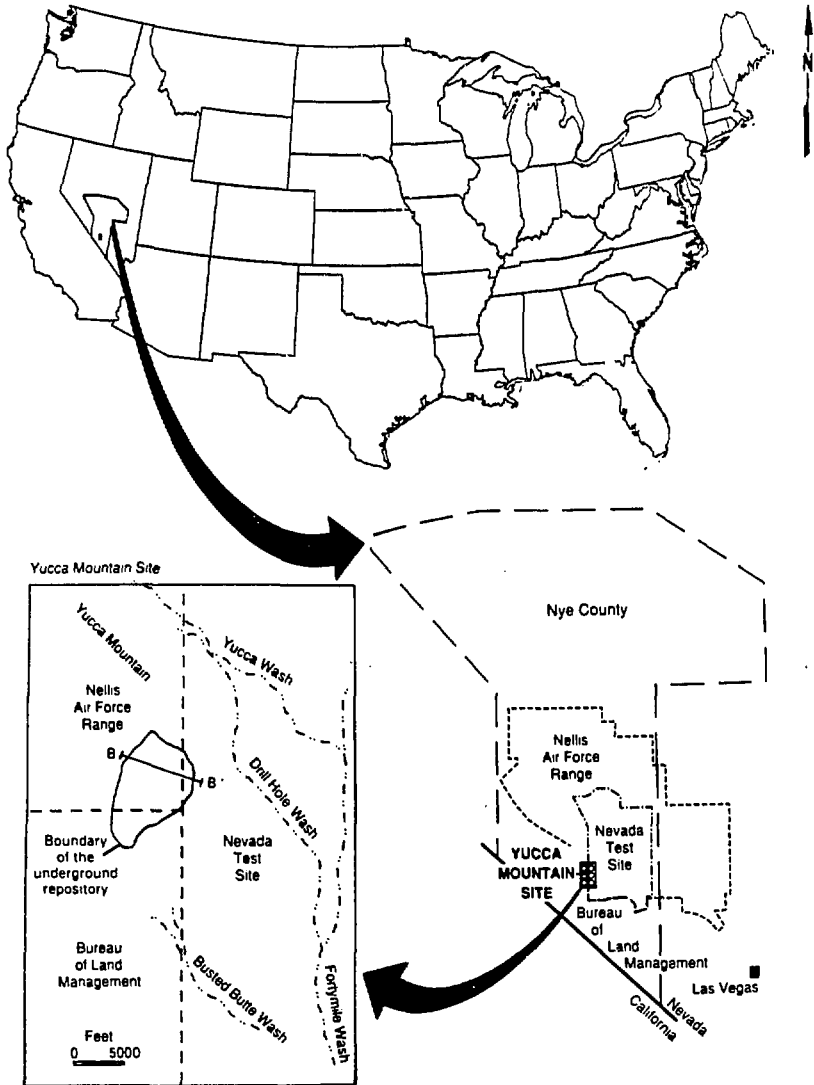 N
Yucca Mountain Site
Yucca Mountain
Yucca Wash
Nellis
Air Force
Range
B
B'
Drill Hole Wash
Boundary
of the
underground
repository
Nevada
Test
Site
Bureau
of Land
Management
Busted Butte Wash
Fortymile Wash
Feet
0 5000
Nye County
Nellis
Air Force
Range
Nevada
Test
Site
YUCCA
MOUNTAIN
SITE
Bureau
of
Land
Management
Las Vegas
Nevada
California